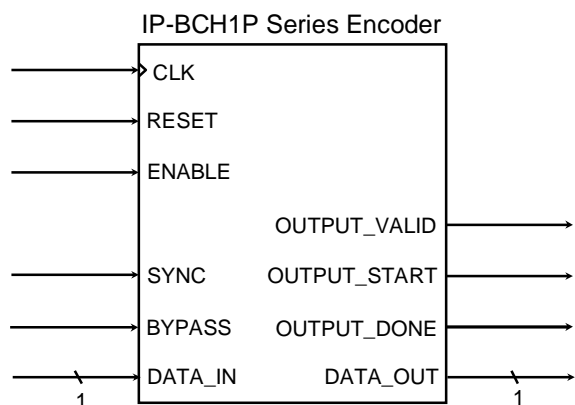 IP-BCH1P Series Encoder
CLK
RESET
ENABLE
OUTPUT_VALID
SYNC OUTPUT_START
BYPASS OUTPUT_DONE
DATA_IN DATA_OUT
1 1